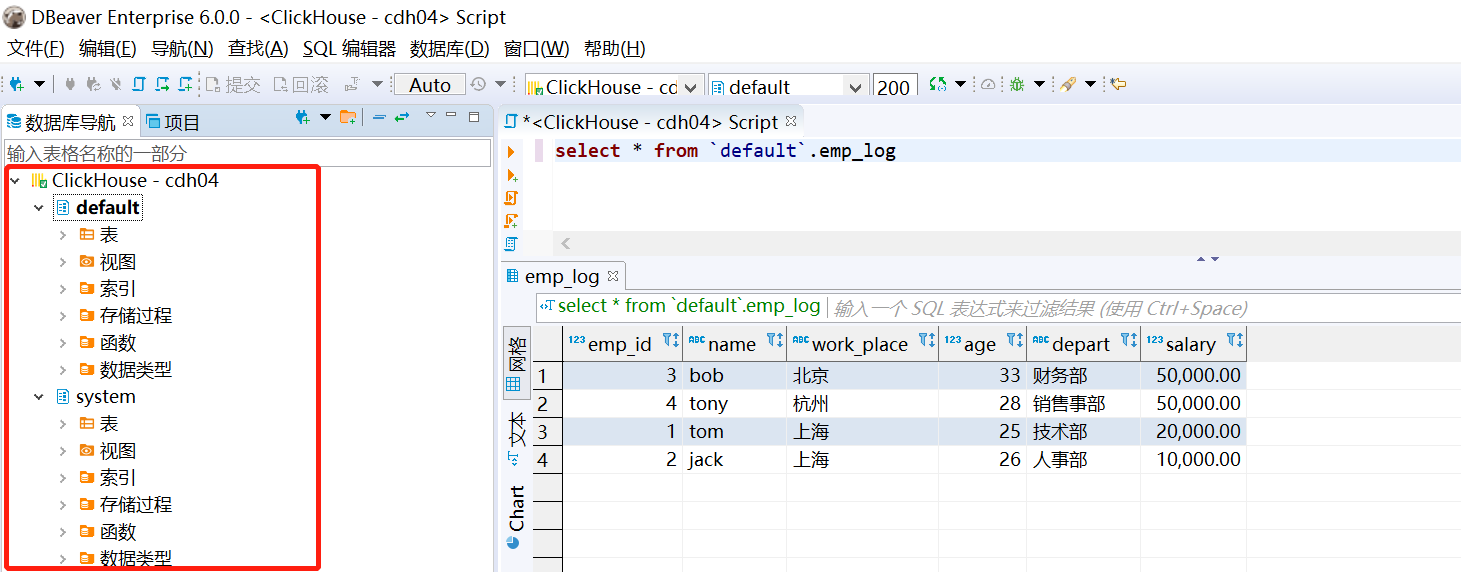 DBeaver Enterprise 6.0.0 - <ClickHouse - cdh04> Script
文件(F) 编辑(E) 导航(N) 查找(A) SQL 编辑器 数据库(D) 窗口(W) 帮助(H)
提交 回滚 Auto ClickHouse - cd default 200
数据库导航 项目
输入表格名称的一部分
ClickHouse - cdh04
default
表
视图
索引
存储过程
函数
数据类型
system
表
视图
索引
存储过程
函数
数据类型
*<ClickHouse - cdh04> Script
select * from `default`.emp_log
emp_log
select * from `default`.emp_log 输入一个 SQL 表达式来过滤结果 (使用 Ctrl+Space)
网格
文本
Chart
123 emp_id ABC name ABC work_place 123 age ABC depart 123 salary
1 3 bob 北京 33 财务部 50,000.00
2 4 tony 杭州 28 销售事部 50,000.00
3 1 tom 上海 25 技术部 20,000.00
4 2 jack 上海 26 人事部 10,000.00